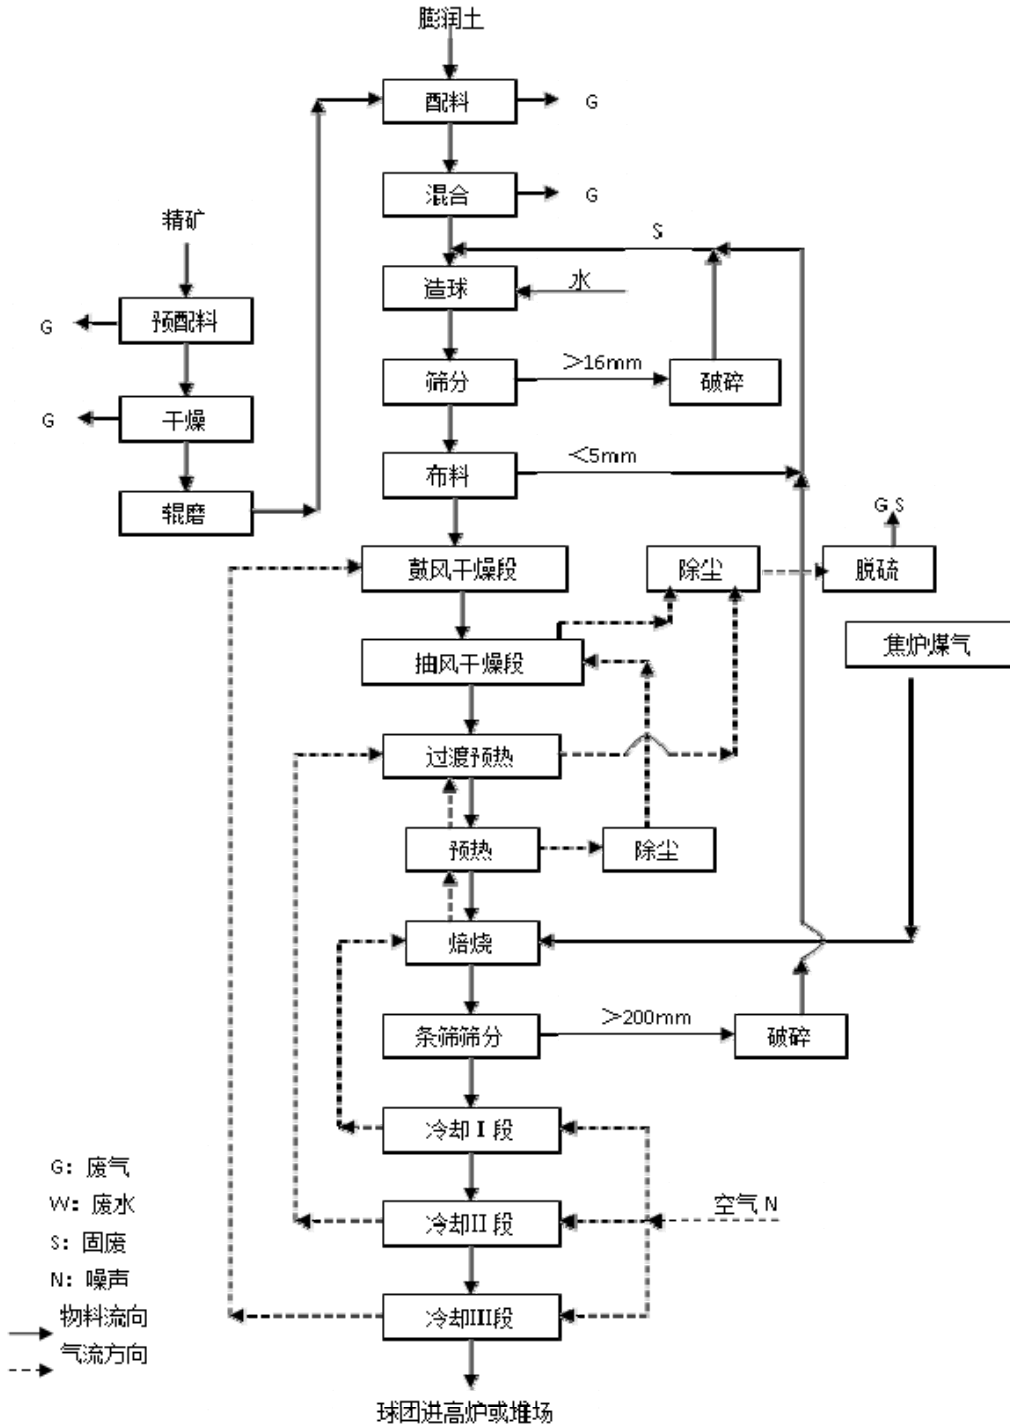 膨润土
配料
G
混合
G
精矿
S
造球
水
预配料
G
筛分
>16mm
破碎
干燥
G
布料
<5mm
辊磨
G S
鼓风干燥段
除尘
脱硫
焦炉煤气
抽风干燥段
过渡预热
预热
除尘
焙烧
条筛筛分
>200mm
破碎
冷却 I 段
G：废气
W：废水
空气 N
冷却II 段
S：固废
N：噪声
物料流向
冷却III段
气流方向
球团进高炉或堆场